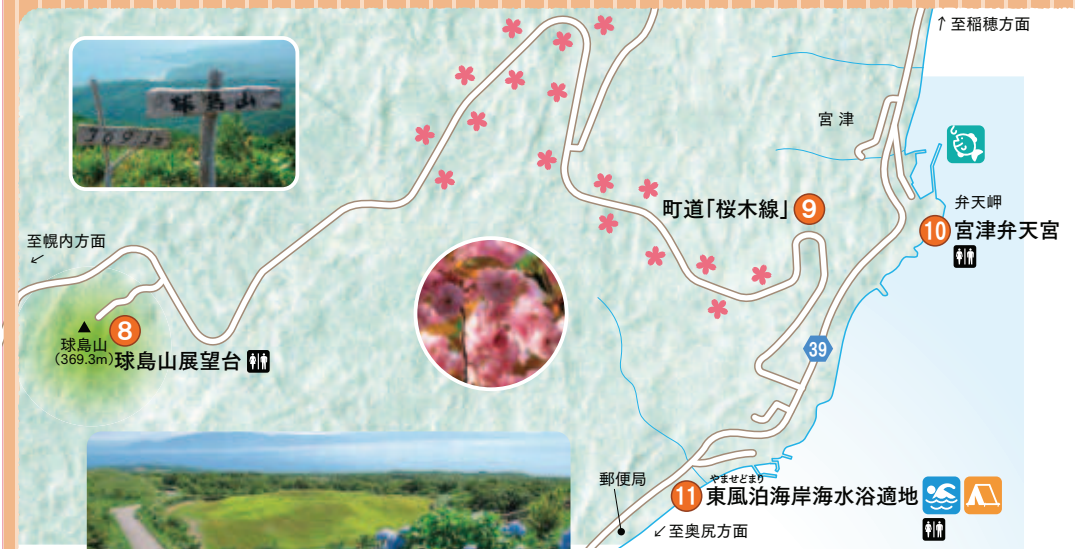 ↑至稲穂方面
球島山
369.3m
宮津
弁天岬
町道「桜木線」9
10 宮津弁天宮
至幌内方面
↙
▲
8
球島山
(369.3m)
球島山展望台
39
郵便局
やませどまり
11 東風泊海岸海水浴適地
↙至奥尻方面